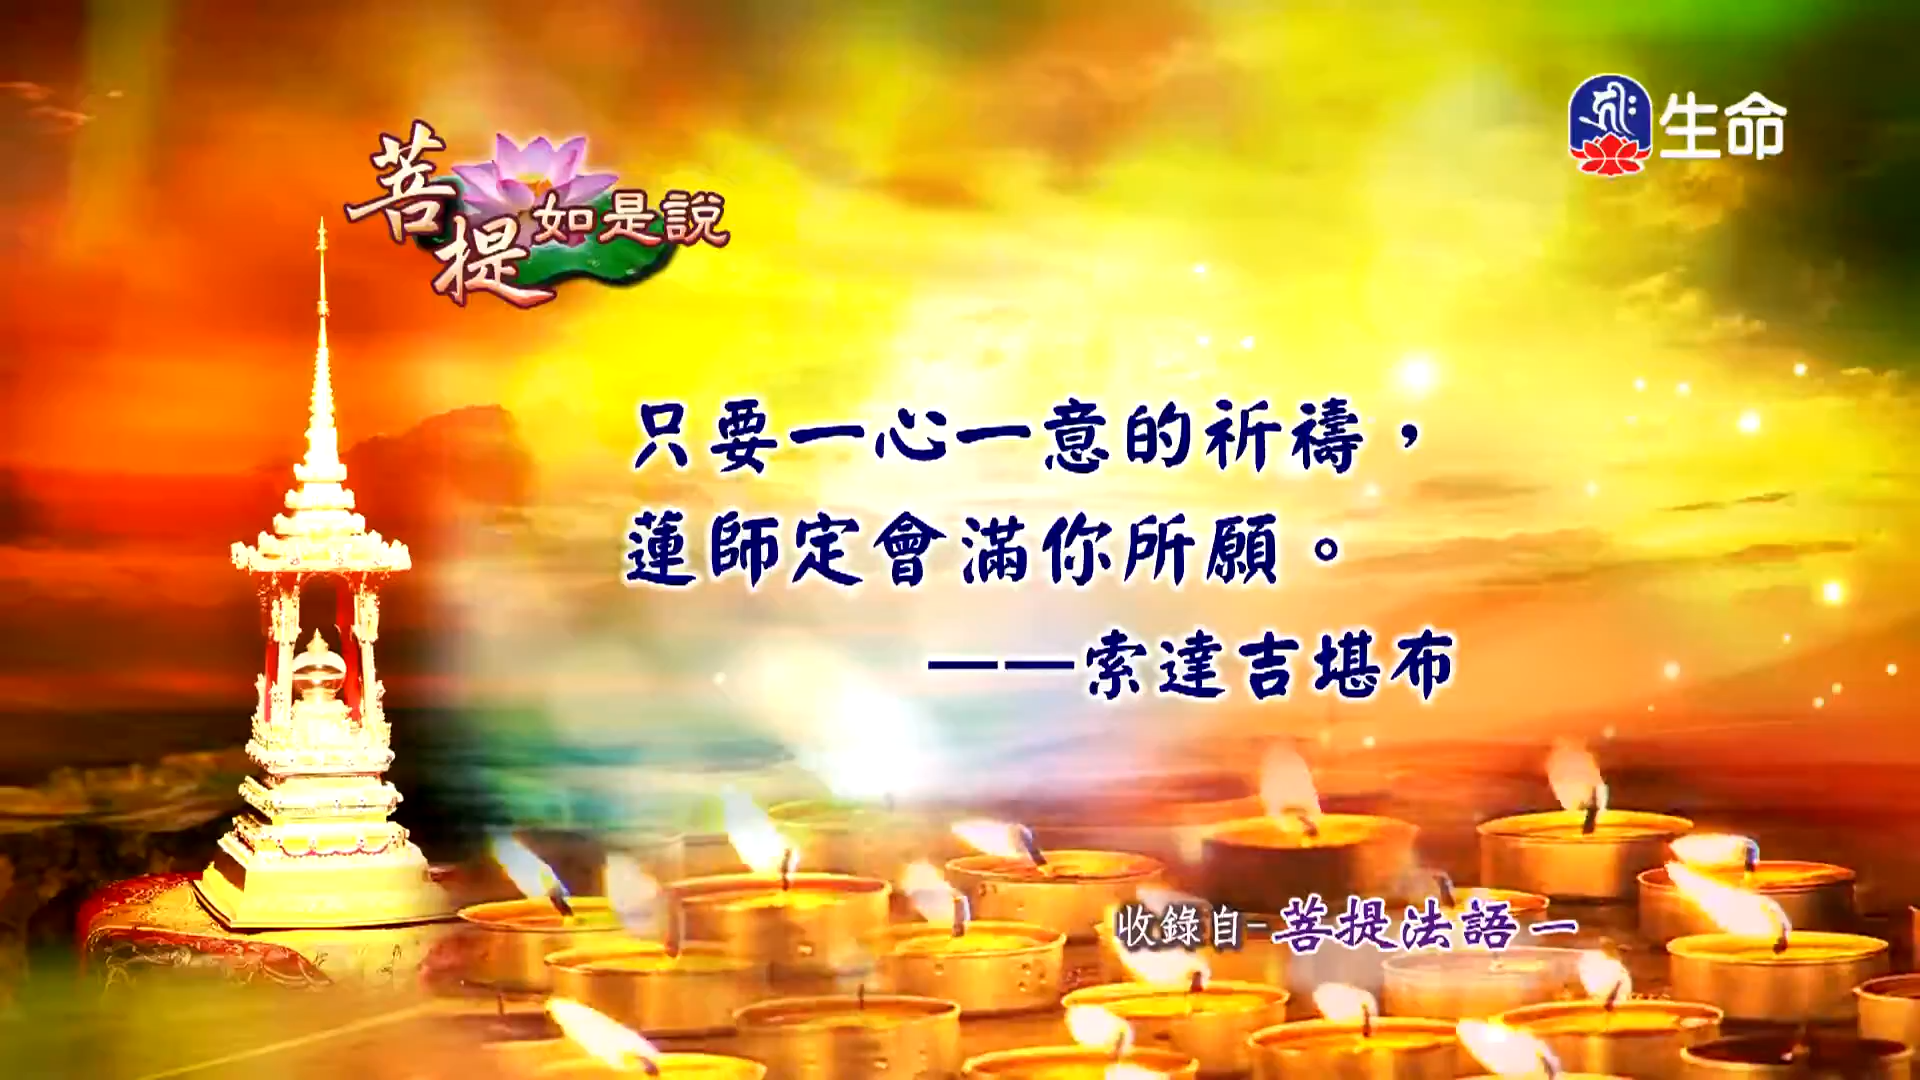 生命
菩提如是說
只要一心一意的祈禱，
蓮師定會滿你所願。
——索達吉堪布
收錄自-菩提法語一